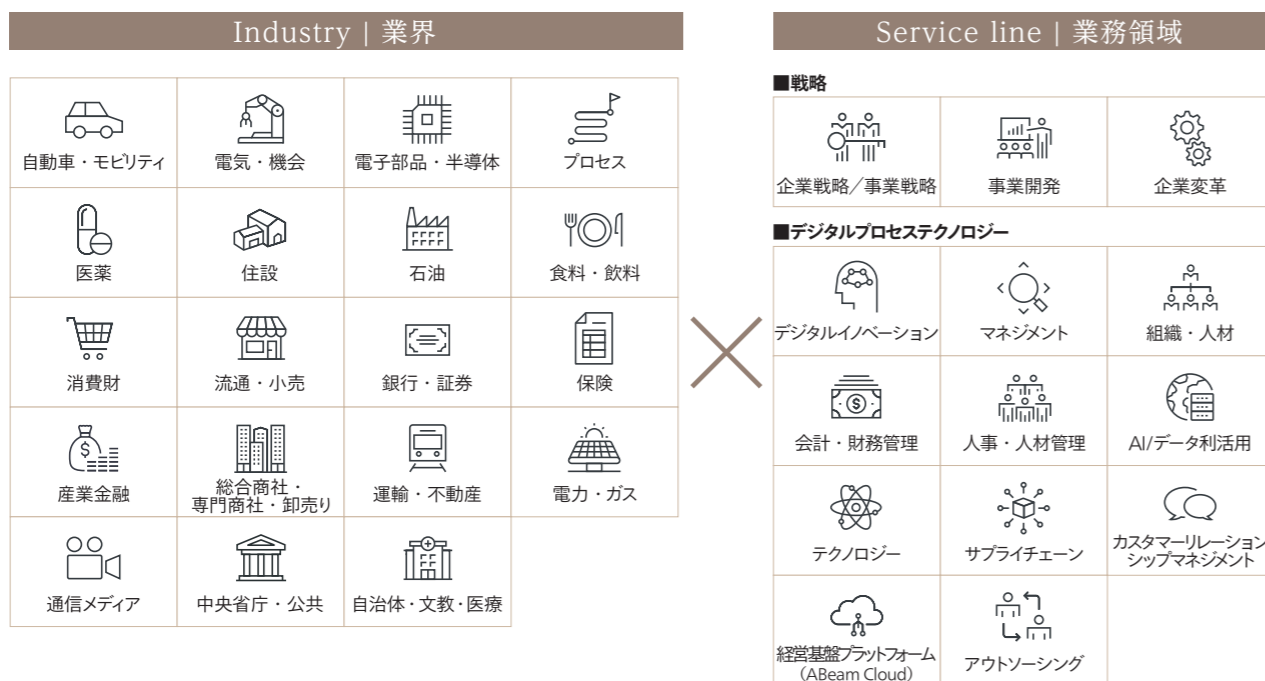 Industry | 業界
自動車・モビリティ
電気・機会
電子部品・半導体
プロセス
医薬
住設
石油
食料・飲料
消費財
流通・小売
銀行・証券
保険
産業金融
総合商社・
専門商社・卸売り
運輸・不動産
電力・ガス
通信メディア
中央省庁・公共
自治体・文教・医療
Service line | 業務領域
■戦略
企業戦略／事業戦略
事業開発
企業変革
■デジタルプロセステクノロジー
デジタルイノベーション
マネジメント
組織・人材
会計・財務管理
人事・人材管理
AI/データ利活用
テクノロジー
サプライチェーン
カスタマーリレーション
シップマネジメント
経営基盤プラットフォーム
（ABeam Cloud）
アウトソーシング